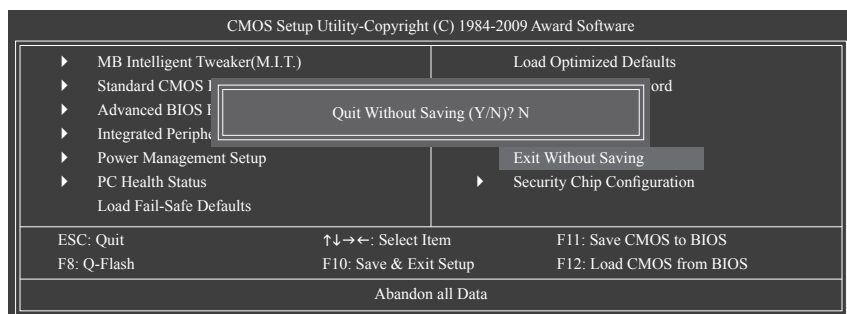 CMOS Setup Utility-Copyright (C) 1984-2009 Award Software
MB Intelligent Tweaker(M.I.T.)
Standard CMOS
Advanced BIOS
Integrated
Power Management Setup
PC Health Status
Load Fail-Safe Defaults
Load Optimized Defaults
Exit Without Saving
Security Chip Configuration
Quit Without Saving (Y/N)? N
ESC: Quit ↑↓→←: Select Item F11: Save CMOS to BIOS
F8: Q-Flash F10: Save & Exit Setup F12: Load CMOS from BIOS
Abandon all Data